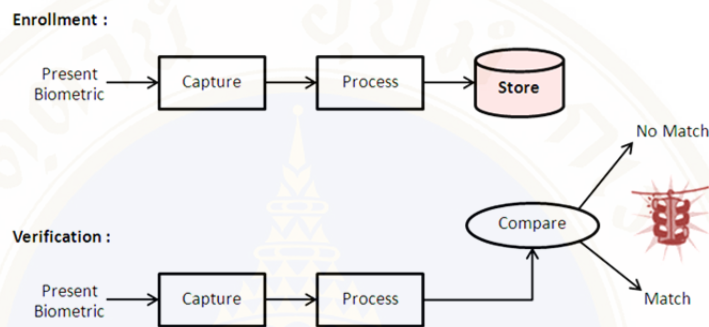 Enrollment :
Present
Biometric
Capture
Process
Store
No Match
Compare
Verification :
Present
Biometric
Capture
Process
Match